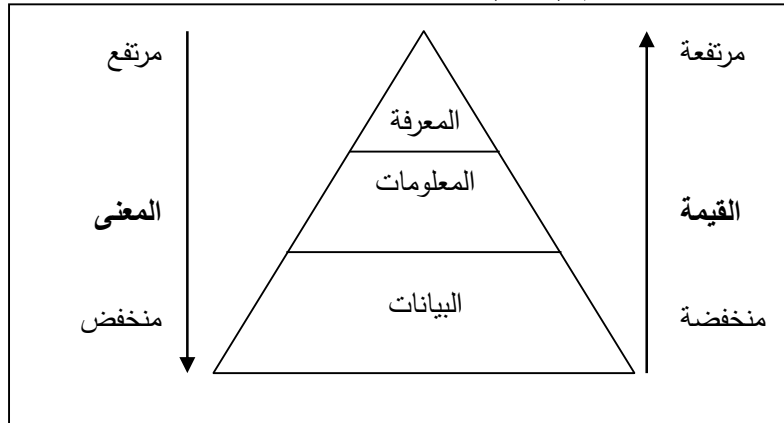 مرتفعة
مرتفع
المعرفة
المعلومات
القيمة
المعنى
البيانات
منخفضة
منخفض